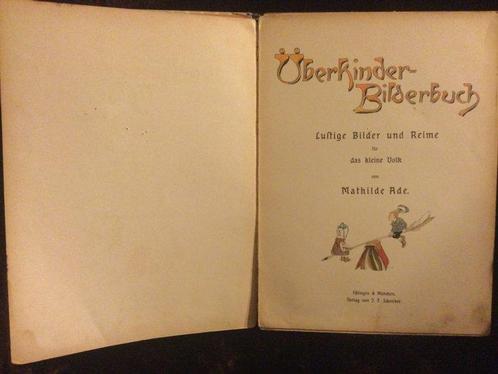 Überkinder-
Bilderbuch
Lustige Bilder und Reime
für
das kleine Volk
von
Mathilde Ade.
Eßlingen & München.
Verlag von J. F. Schreiber.